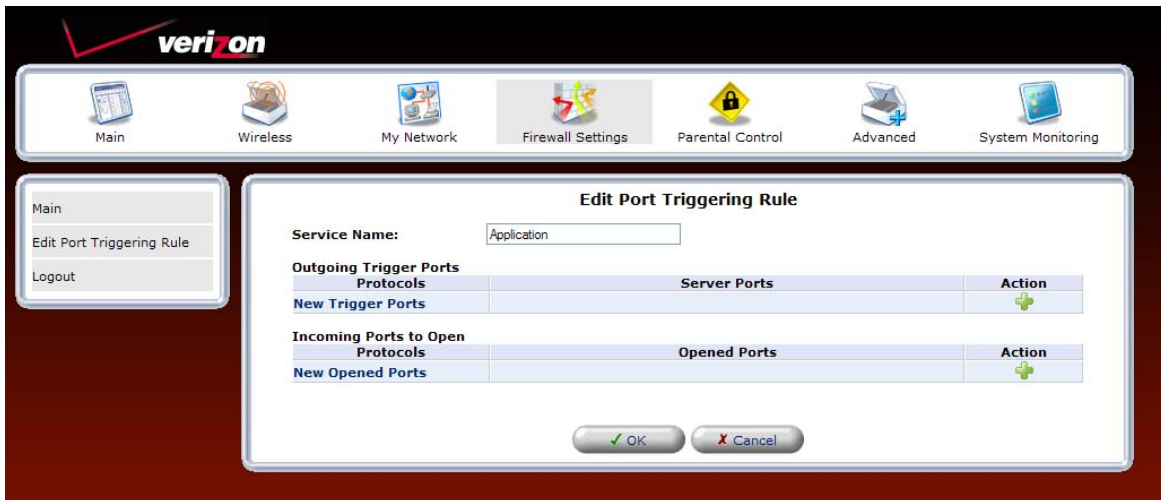 verizon
Main Wireless My Network Firewall Settings Parental Control Advanced System Monitoring
Main
Edit Port Triggering Rule
Logout
Edit Port Triggering Rule
Service Name: Application
Outgoing Trigger Ports
Protocols Server Ports Action
New Trigger Ports
Incoming Ports to Open
Protocols Opened Ports Action
New Opened Ports
OK Cancel